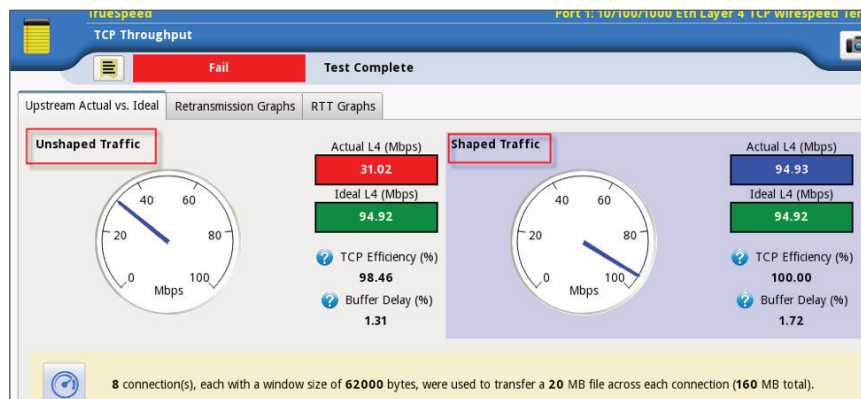 TrueSpeed
Port 1: 10/100/1000 Eth Layer 4 TCP Wirespeed
TCP Throughput
Fail
Test Complete
Upstream Actual vs. Ideal
Retransmission Graphs
RTT Graphs
Unshaped Traffic
0
20
40
60
80
100
Mbps
Actual L4 (Mbps)
31.02
Ideal L4 (Mbps)
94.92
? TCP Efficiency (%)
98.46
? Buffer Delay (%)
1.31
Shaped Traffic
0
20
40
60
80
100
Mbps
Actual L4 (Mbps)
94.93
Ideal L4 (Mbps)
94.92
? TCP Efficiency (%)
100.00
? Buffer Delay (%)
1.72
8 connection(s), each with a window size of 62000 bytes, were used to transfer a 20 MB file across each connection (160 MB total).